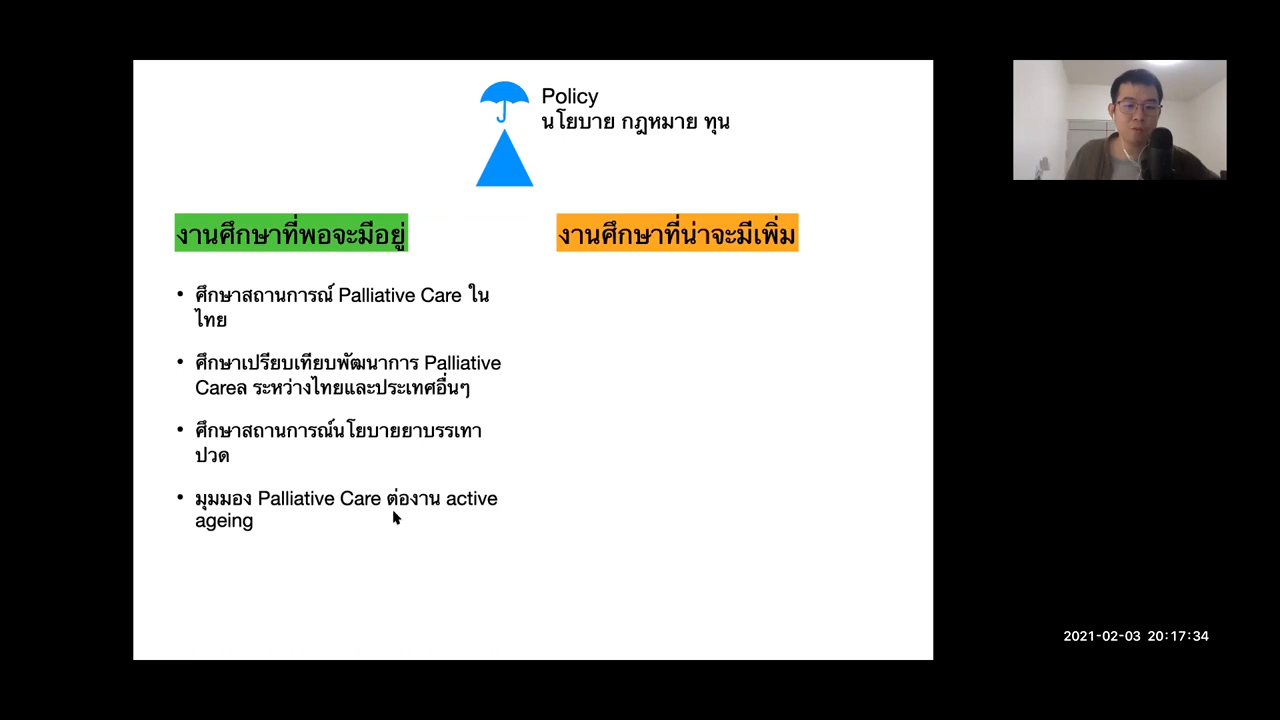 Policy
นโยบาย กฎหมาย ทุน
งานศึกษาที่พอจะมีอยู่
งานศึกษาที่น่าจะมีเพิ่ม
• ศึกษาสถานการณ์ Palliative Care ใน
ไทย
• ศึกษาเปรียบเทียบพัฒนาการ Palliative
Careล ระหว่างไทยและประเทศอื่นๆ
• ศึกษาสถานการณ์นโยบายยาบรรเทา
ปวด
• มุมมอง Palliative Care ต่องาน active
ageing
2021-02-03 20:17:34